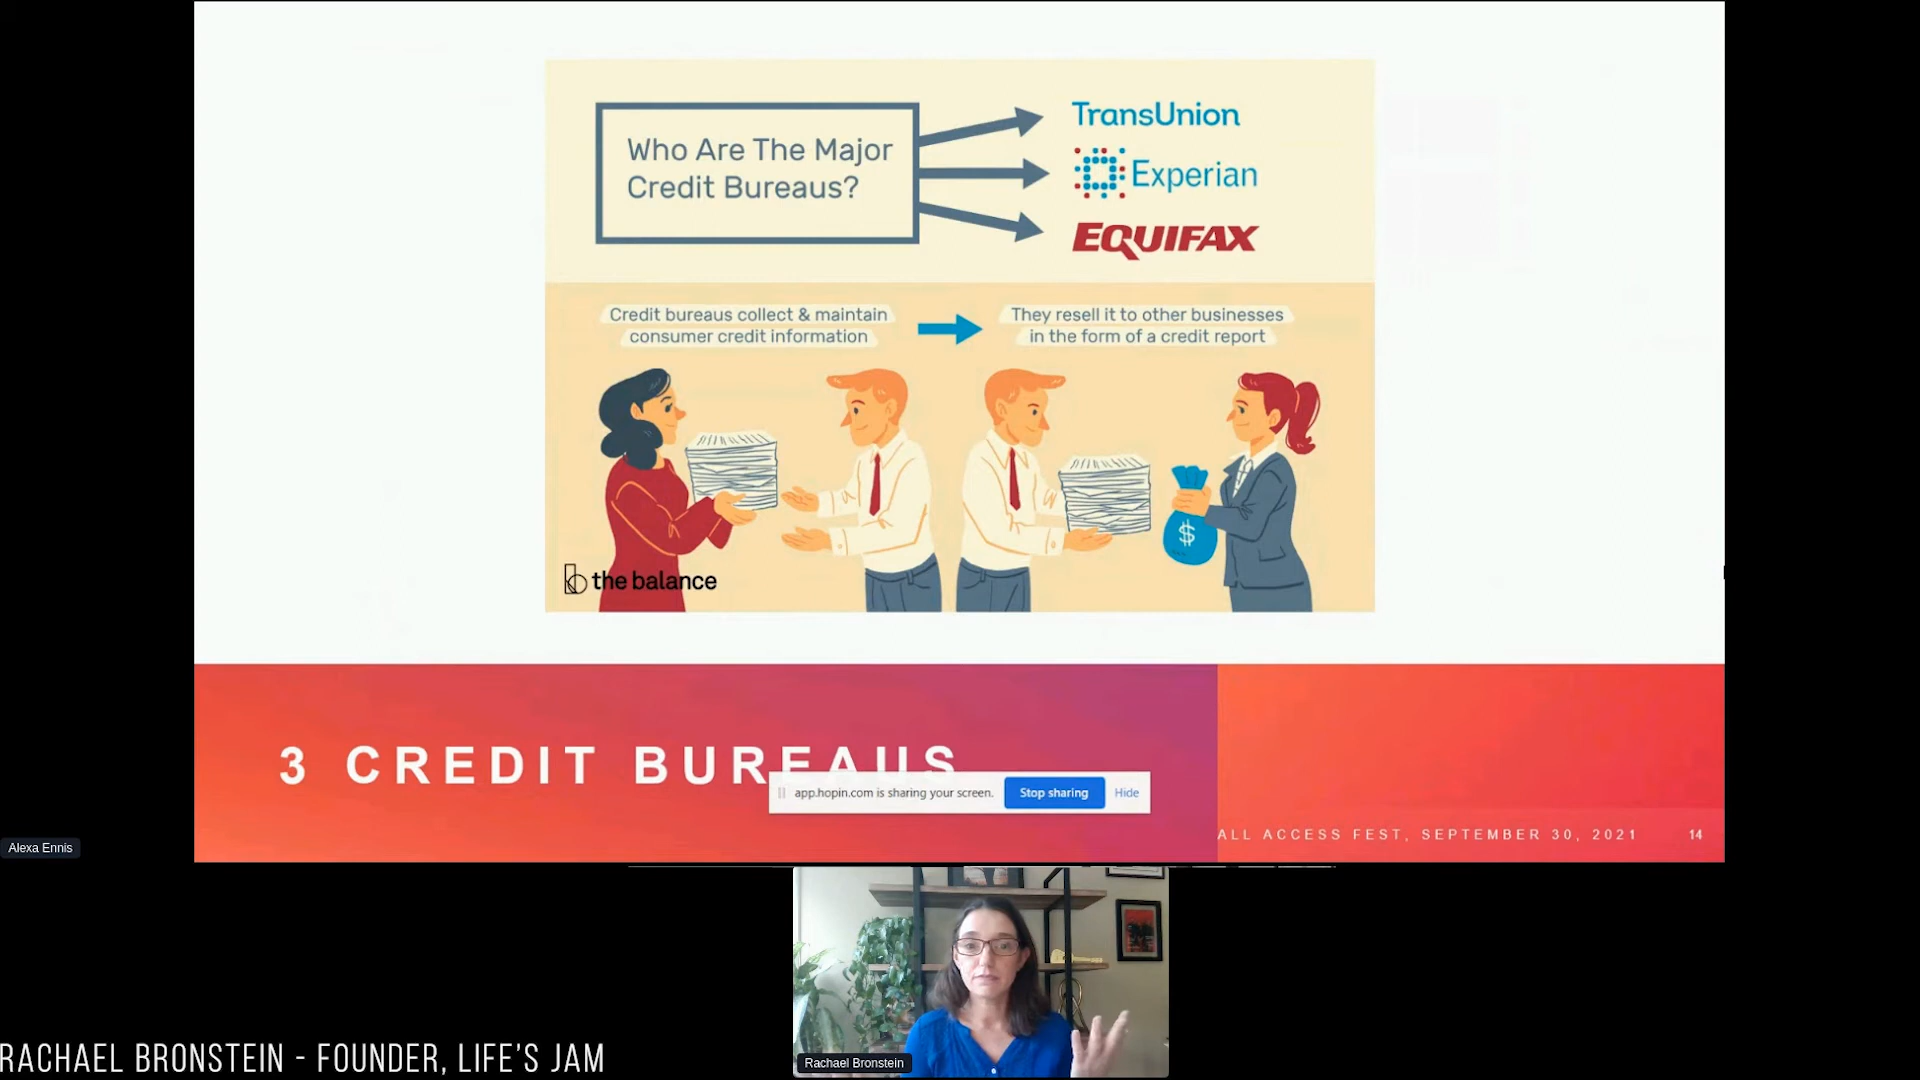 Who Are The Major
Credit Bureaus?
TransUnion
Experian
EQUIFAX
Credit bureaus collect & maintain
consumer credit information
They resell it to other businesses
in the form of a credit report
$
the balance
3 CREDIT BUREAUS
app.hopin.com is sharing your screen.
Stop sharing
Hide
ALL ACCESS FEST, SEPTEMBER 30, 2021
14
Alexa Ennis
Rachael Bronstein
RACHAEL BRONSTEIN - FOUNDER, LIFE'S JAM